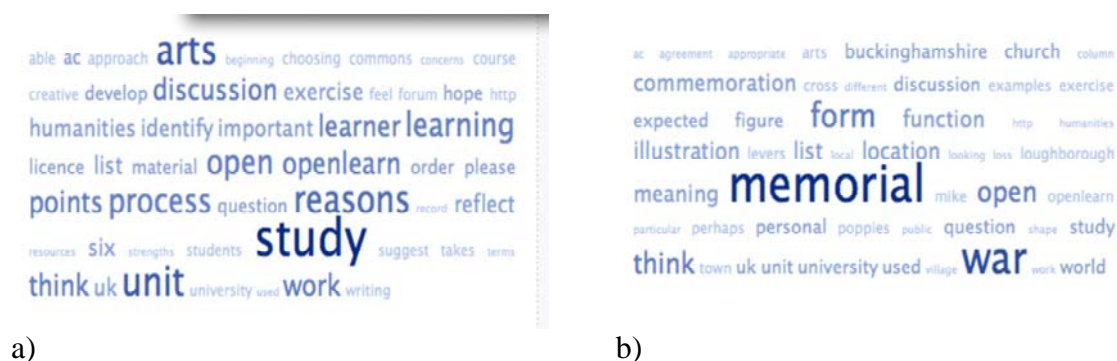 able ac approach arts beginning choosing commons concerns course
creative develop discussion exercise feel forum hope http
humanities identify important learner learning
licence list material open openlearn order please
points process question reasons record reflect
resources six strengths students study suggest takes terms
think uk unit university used work writing
a)
ac agreement appropriate arts buckinghamshire church column
commemoration cross different discussion examples exercise
expected figure form function http humanities
illustration levers list local location looking loss loughborough
meaning memorial mike open openlearn
particular perhaps personal poppies public question shape study
think town uk unit university used village war work world
b)